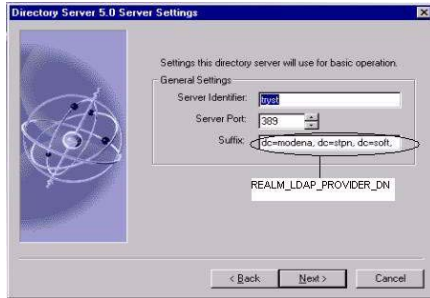 Directory Server 5.0 Server Settings
Settings this directory server will use for basic operation.
General Settings
Server Identifier: tryst
Server Port: 389
Suffix: dc=modena, dc=stpn, dc=soft,
REALM_LDAP_PROVIDER_DN
< Back Next > Cancel